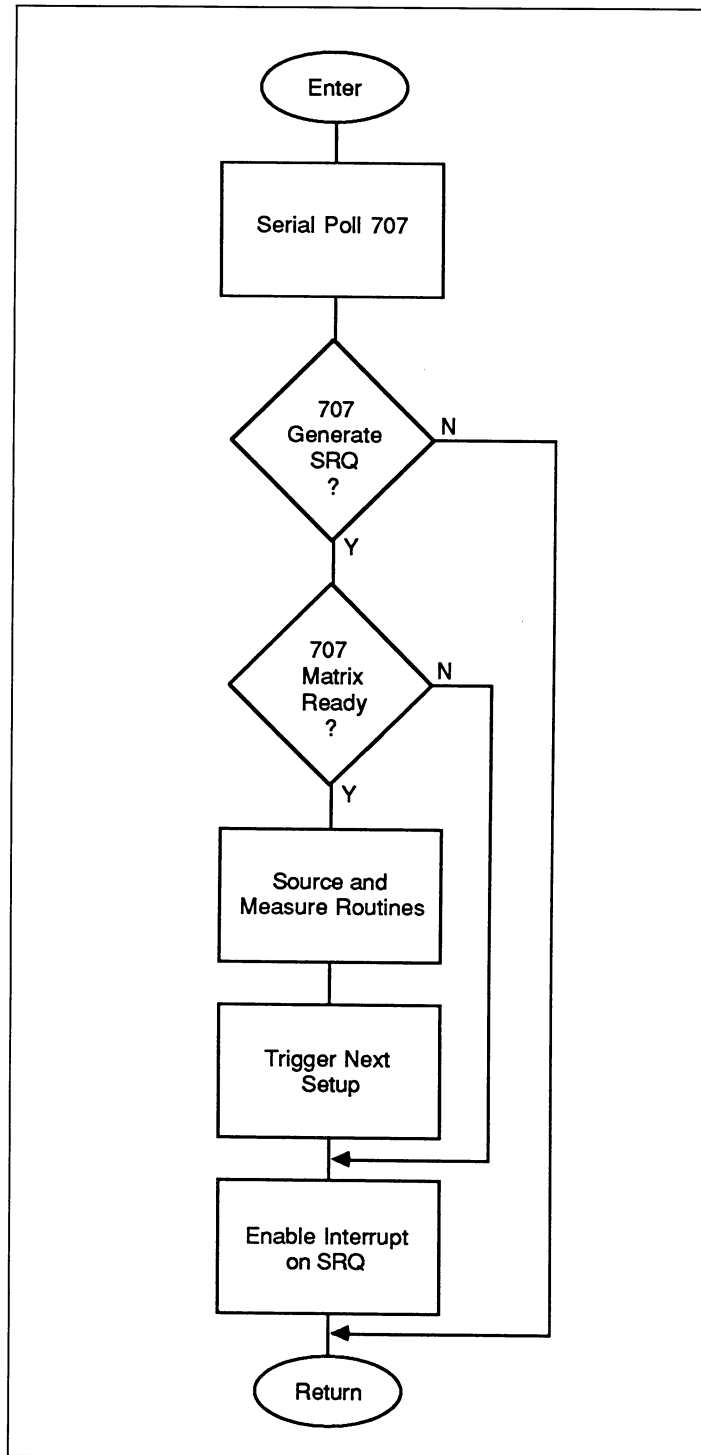 Enter
Serial Poll 707
707
Generate
SRQ
?
N
Y
707
Matrix
Ready
?
N
Y
Source and
Measure Routines
Trigger Next
Setup
Enable Interrupt
on SRQ
Return